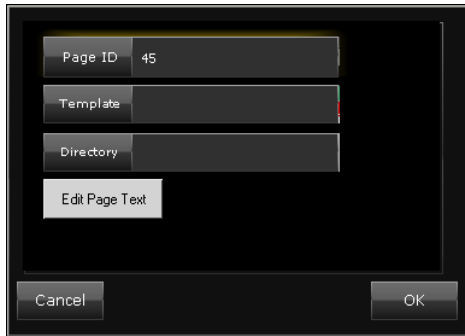 Page ID 45
Template
Directory
Edit Page Text
Cancel OK